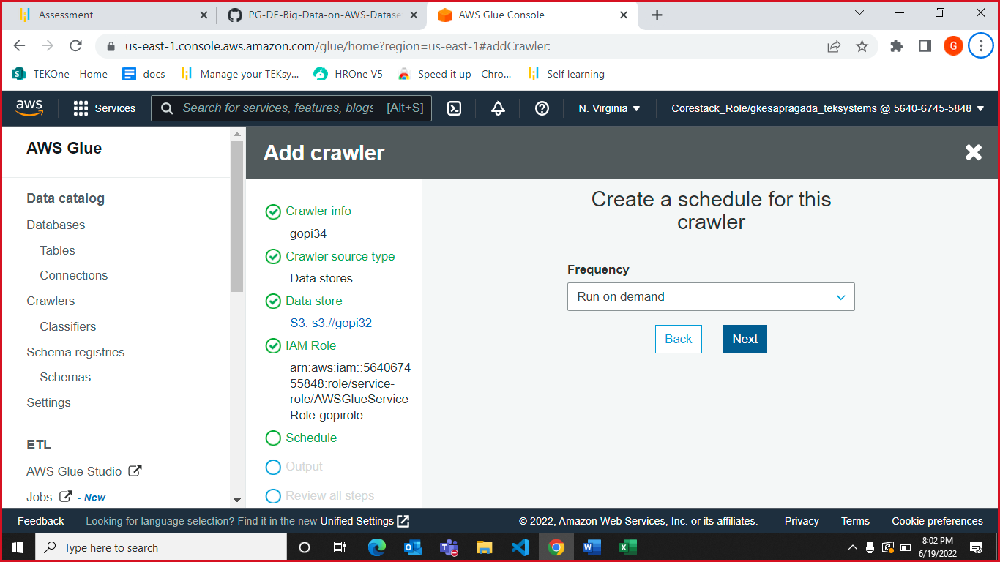 Assessment
PG-DE-Big-Data-on-AWS-Datase
AWS Glue Console
us-east-1.console.aws.amazon.com/glue/home?region=us-east-1#addCrawler:
G
TEKOne - Home
docs
Manage your TEKsy...
HROne V5
Speed it up - Chro...
Self learning
aws
Services
Search for services, features, blogs
[Alt+S]
N. Virginia
Corestack_Role/gkesapragada_teksystems @ 5640-6745-5848
AWS Glue
Data catalog
Databases
Tables
Connections
Crawlers
Classifiers
Schema registries
Schemas
Settings
ETL
AWS Glue Studio
Jobs - New
Add crawler
Crawler info
gopi34
Crawler source type
Data stores
Data store
S3: s3://gopi32
IAM Role
arn:aws:iam::5640674
55848:role/service-
role/AWSGlueService
Role-gopirole
Schedule
Output
Review all steps
Create a schedule for this
crawler
Frequency
Run on demand
Back
Next
Feedback
Looking for language selection? Find it in the new Unified Settings
© 2022, Amazon Web Services, Inc. or its affiliates.
Privacy
Terms
Cookie preferences
Type here to search
8:02 PM
6/19/2022